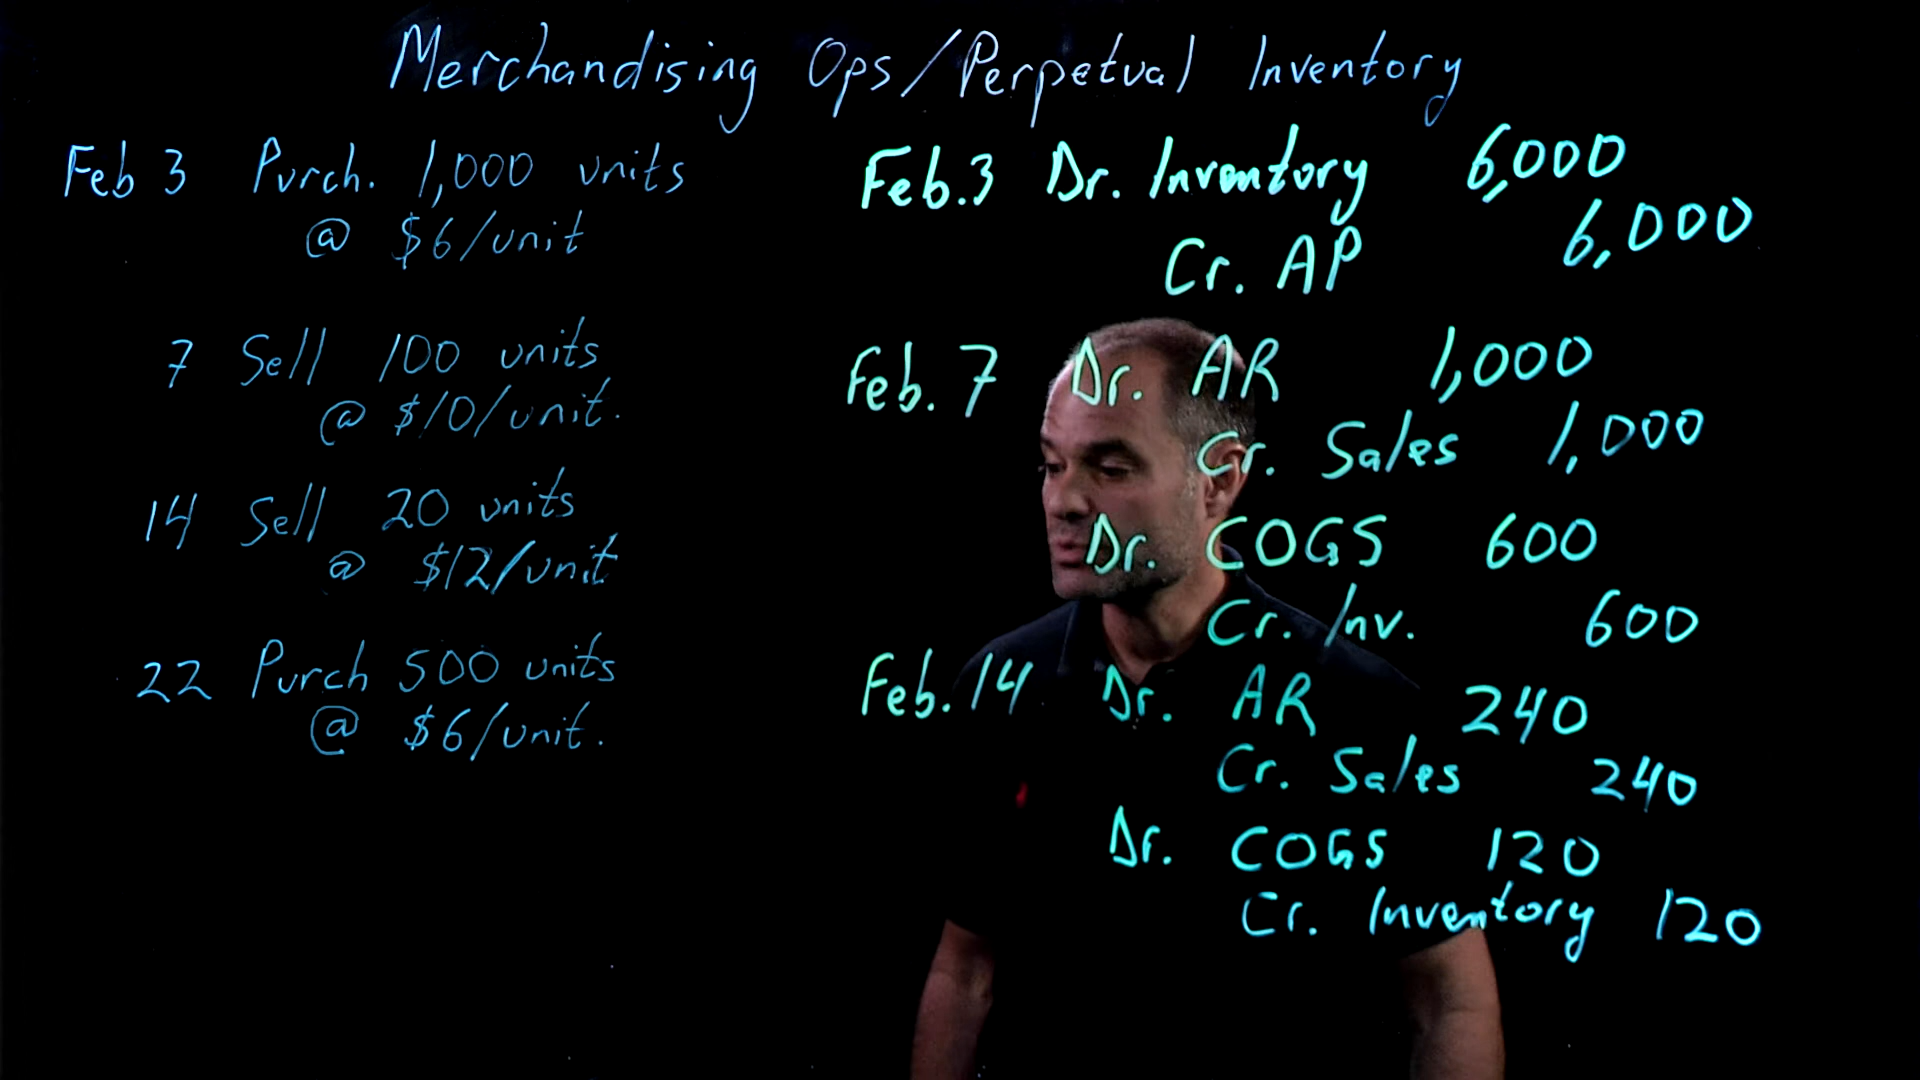 Merchandising Ops/Perpetual Inventory
Feb 3 Purch. 1,000 units
@ $6/unit
7 Sell 100 units
@ $10/unit.
14 Sell 20 units
@ $12/unit
22 Purch 500 units
@ $6/unit.
Feb.3 Dr. Inventory 6,000
Cr. AP 6,000
Feb. 7 Dr. AR 1,000
Cr. Sales 1,000
Dr. COGS 600
Cr. Inv. 600
Feb. 14 Dr. AR 240
Cr. Sales 240
Dr. COGS 120
Cr. Inventory 120